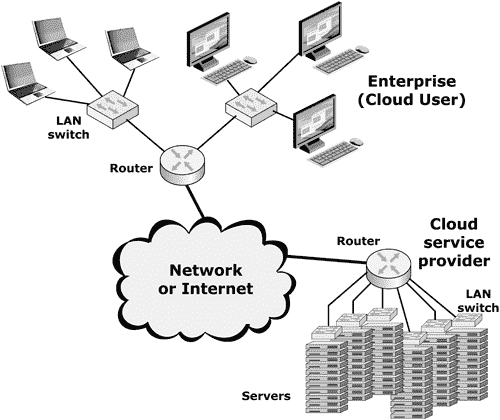 Enterprise
(Cloud User)
LAN
switch
Router
Network
or Internet
Cloud
service
provider
Router
LAN
switch
Servers